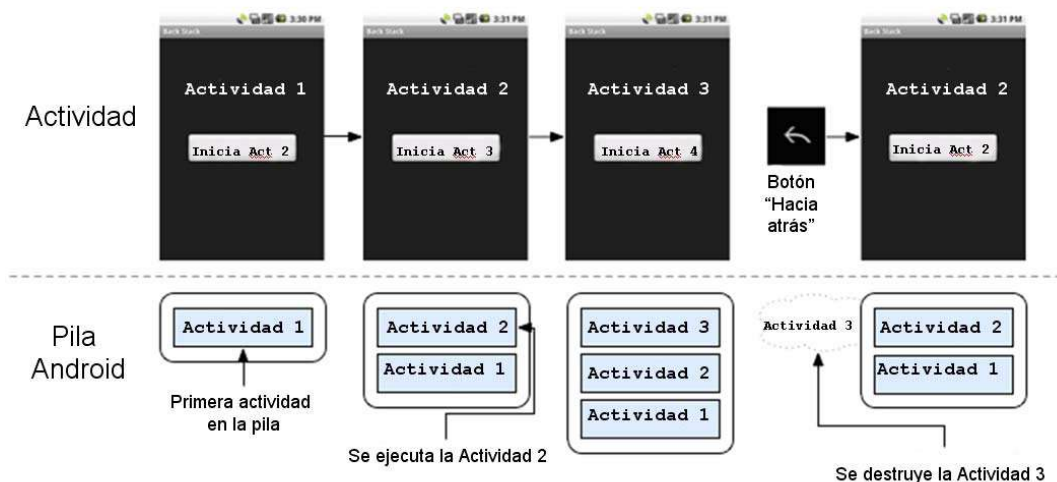 3:30 PM
Back Stack
Actividad 1
Inicia Act 2
3:31 PM
Back Stack
Actividad 2
Inicia Act 3
3:31 PM
Back Stack
Actividad 3
Inicia Act 4
3:31 PM
Back Stack
Actividad 2
Inicia Act 2
Actividad
Botón
“Hacia
atrás”
Pila
Android
Actividad 1
Primera actividad
en la pila
Actividad 2
Actividad 1
Se ejecuta la Actividad 2
Actividad 3
Actividad 2
Actividad 1
Actividad 3
Actividad 2
Actividad 1
Se destruye la Actividad 3